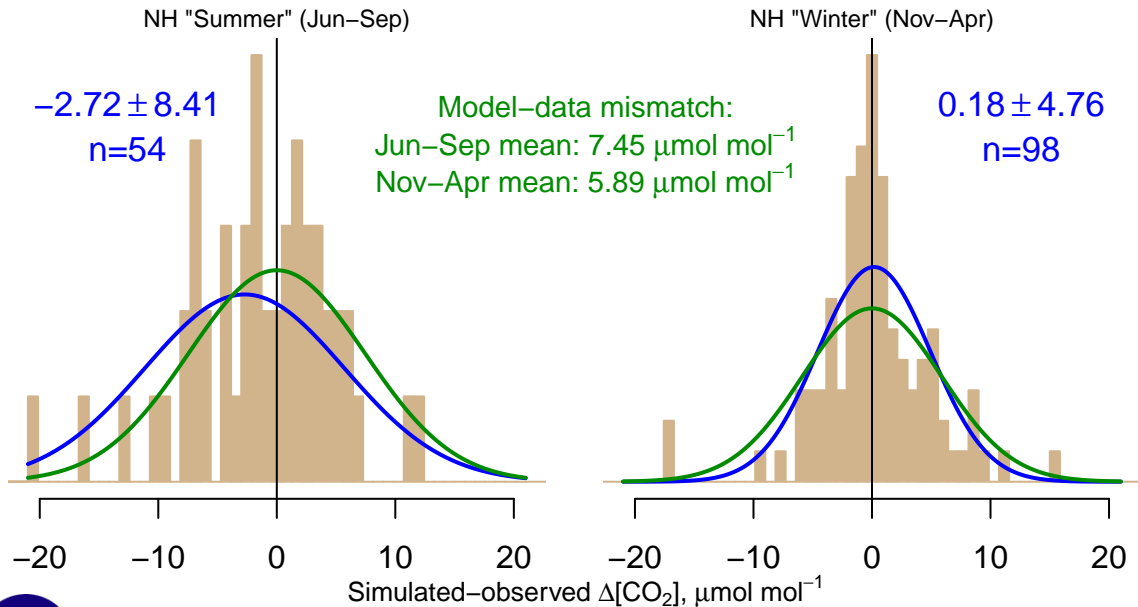 NH "Summer" (Jun−Sep)
NH "Winter" (Nov−Apr)
−2.72 ± 8.41
n=54
Model−data mismatch:
Jun−Sep mean: 7.45 μmol mol⁻¹
Nov−Apr mean: 5.89 μmol mol⁻¹
0.18 ± 4.76
n=98
−20 −10 0 10 20
−20 −10 0 10 20
Simulated−observed Δ[CO₂], μmol mol⁻¹